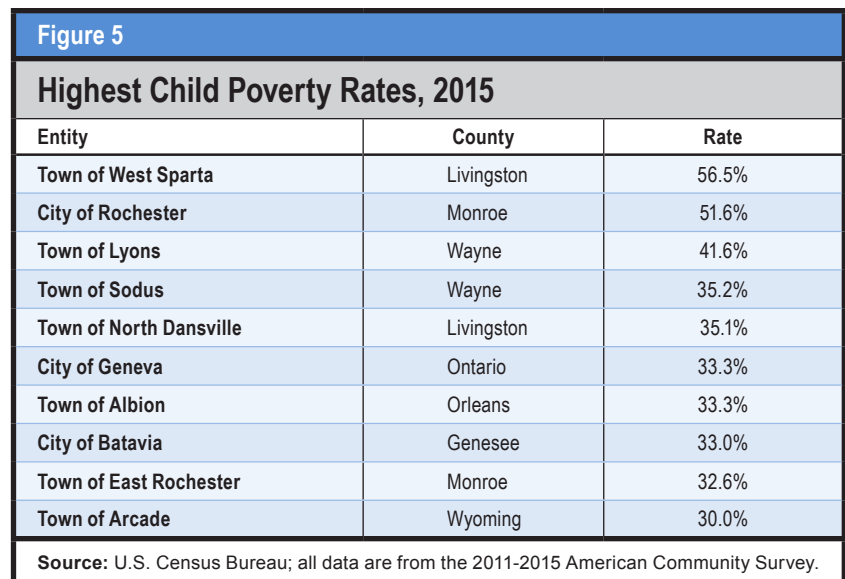 Figure 5
Highest Child Poverty Rates, 2015
Entity County Rate
Town of West Sparta Livingston 56.5%
City of Rochester Monroe 51.6%
Town of Lyons Wayne 41.6%
Town of Sodus Wayne 35.2%
Town of North Dansville Livingston 35.1%
City of Geneva Ontario 33.3%
Town of Albion Orleans 33.3%
City of Batavia Genesee 33.0%
Town of East Rochester Monroe 32.6%
Town of Arcade Wyoming 30.0%
Source: U.S. Census Bureau; all data are from the 2011-2015 American Community Survey.